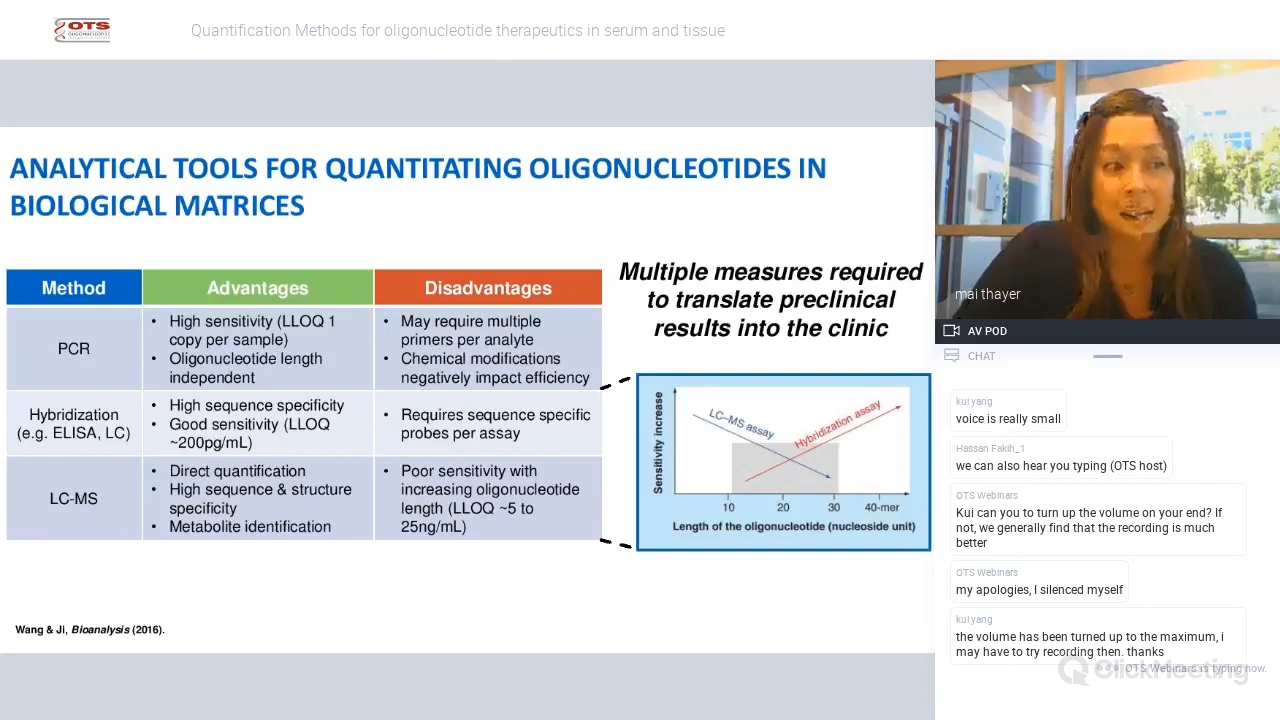 OTS
OLIGONUCLEOTIDE
Quantification Methods for oligonucleotide therapeutics in serum and tissue
ANALYTICAL TOOLS FOR QUANTITATING OLIGONUCLEOTIDES IN
BIOLOGICAL MATRICES
Method
Advantages
Disadvantages
PCR
• High sensitivity (LLOQ 1
copy per sample)
• Oligonucleotide length
independent
• May require multiple
primers per analyte
• Chemical modifications
negatively impact efficiency
Hybridization
(e.g. ELISA, LC)
• High sequence specificity
• Good sensitivity (LLOQ
~200pg/mL)
• Requires sequence specific
probes per assay
LC-MS
• Direct quantification
• High sequence & structure
specificity
• Metabolite identification
• Poor sensitivity with
increasing oligonucleotide
length (LLOQ ~5 to
25ng/mL)
Multiple measures required
to translate preclinical
results into the clinic
Sensitivity increase
LC–MS assay
Hybridization assay
10 20 30 40-mer
Length of the oligonucleotide (nucleoside unit)
Wang & Ji, Bioanalysis (2016).
mai thayer
AV POD
CHAT
kui yang
voice is really small
Hassan Fakih_1
we can also hear you typing (OTS host)
OTS Webinars
Kui can you to turn up the volume on your end? If
not, we generally find that the recording is much
better
OTS Webinars
my apologies, I silenced myself
kui yang
the volume has been turned up to the maximum, i
may have to try recording then. thanks
OTS Webinars is typing now.
ClickMeeting